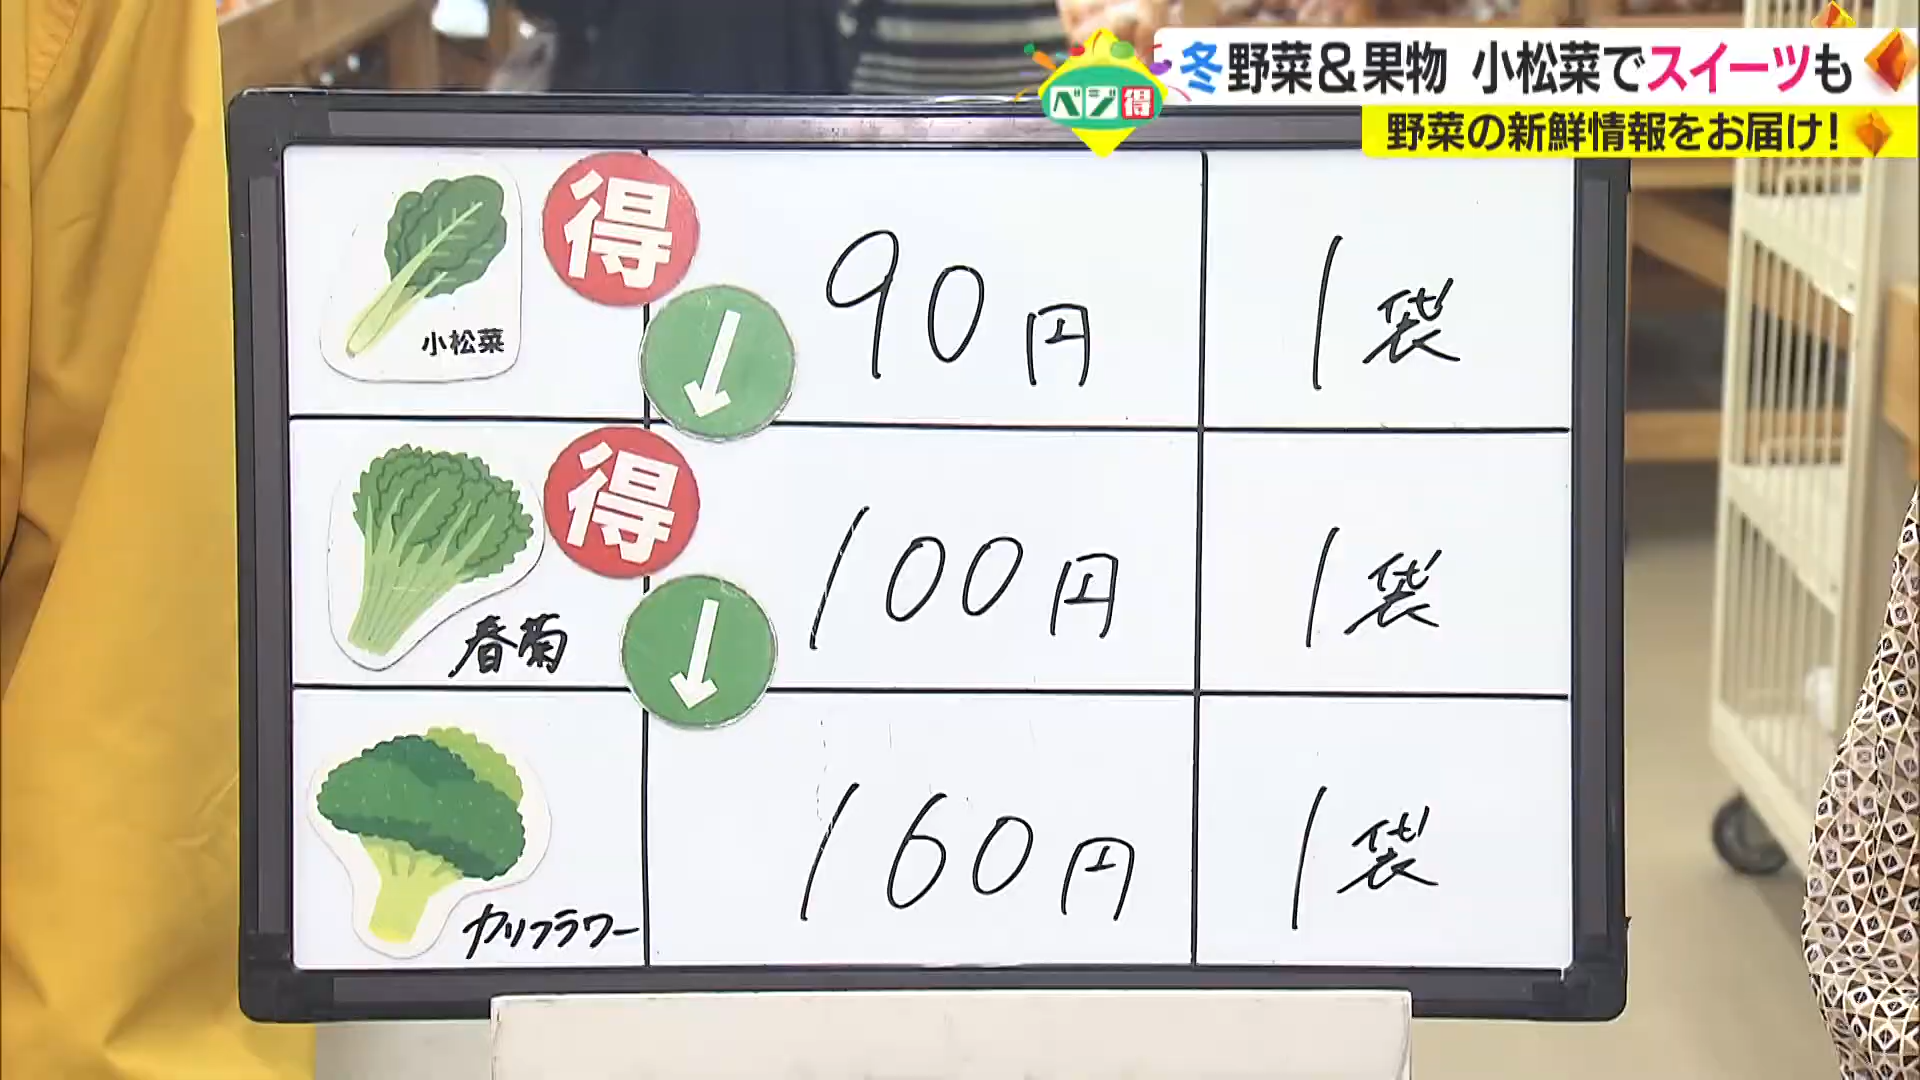 冬野菜&果物 小松菜でスイーツも
ベジ得
野菜の新鮮情報をお届け!
得
小松菜
↓
90円
1袋
得
春菊
↓
100円
1袋
カリフラワー
160円
1袋